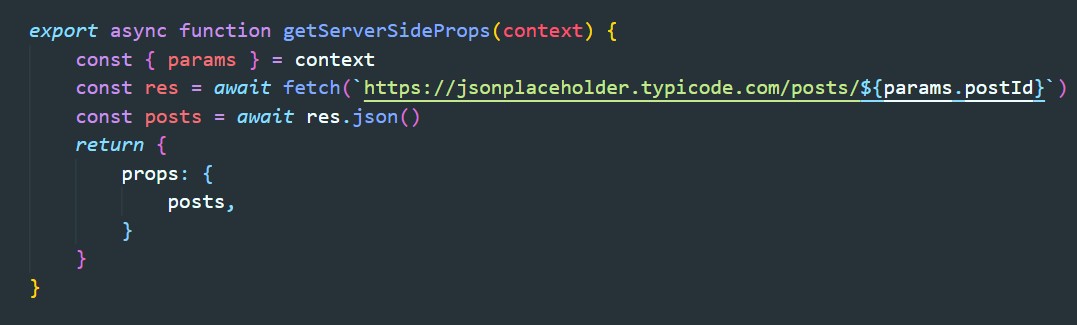 export async function getServerSideProps(context) {
    const { params } = context
    const res = await fetch(`https://jsonplaceholder.typicode.com/posts/${params.postId}`)
    const posts = await res.json()
    return {
        props: {
            posts,
        }
    }
}